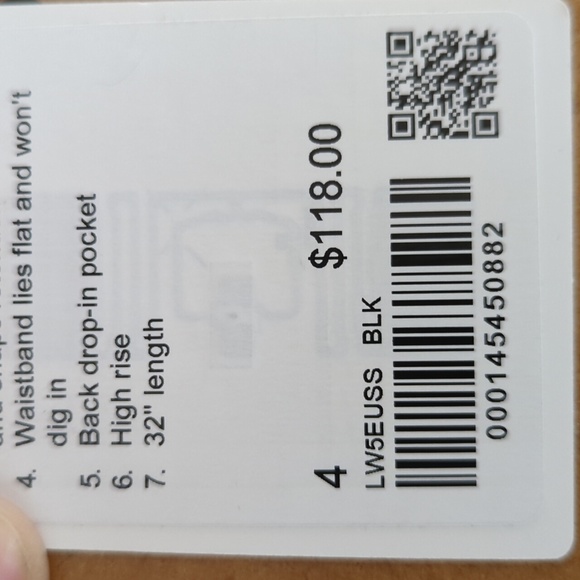 4. Waistband lies flat and won't
dig in
5. Back drop-in pocket
6. High rise
7. 32" length
4 $118.00
LW5EUSS BLK
000145450882